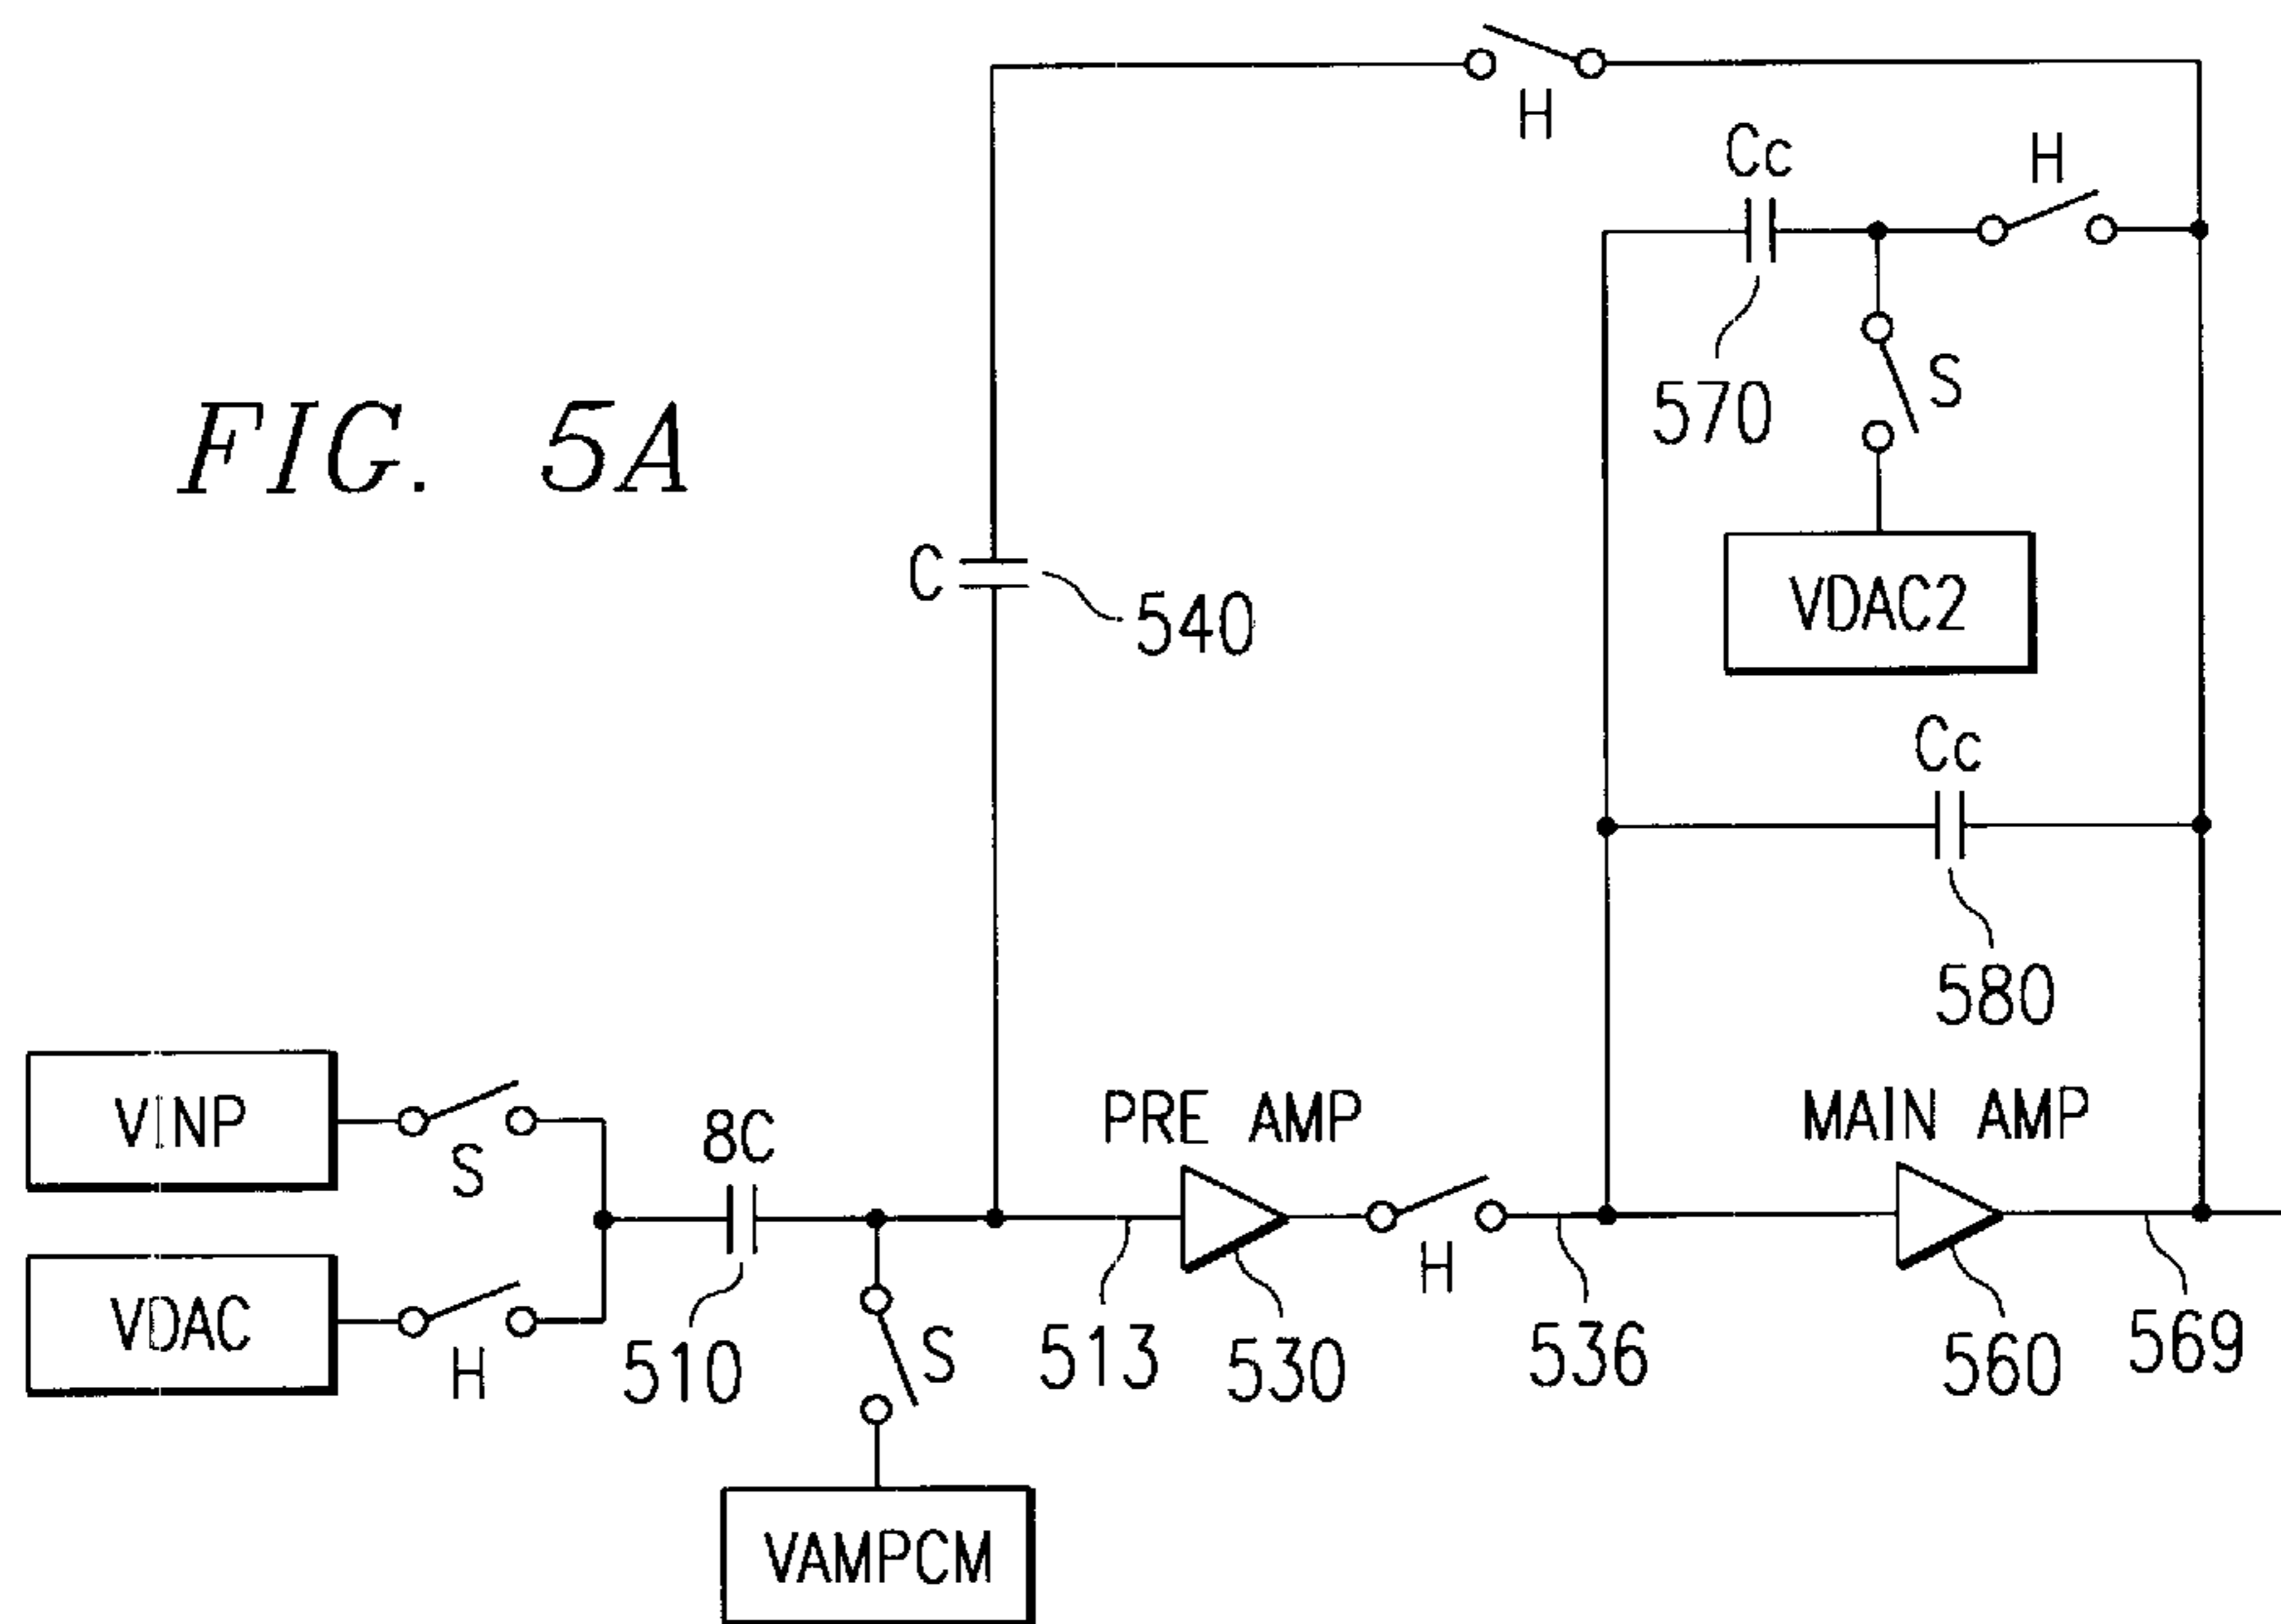 H
Cc
H
570
S
FIG. 5A
C
540
VDAC2
Cc
580
VINP
S
8C
PRE AMP
MAIN AMP
VDAC
H
510
S
513
530
H
536
560
569
VAMPCM